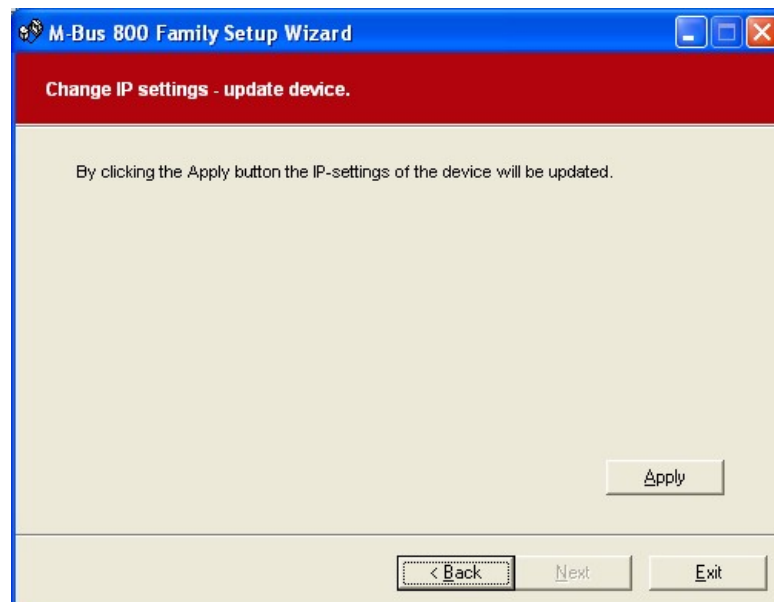 M-Bus 800 Family Setup Wizard
Change IP settings - update device.
By clicking the Apply button the IP-settings of the device will be updated.
Apply
< Back Next Exit